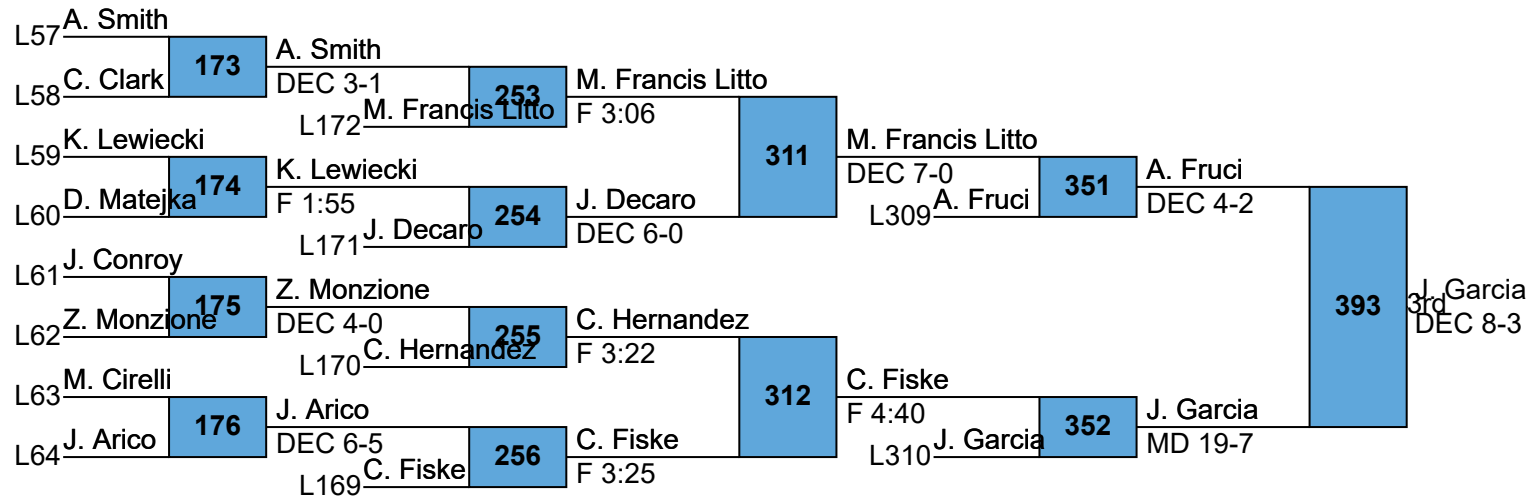 A. Smith
L57
173
A. Smith
C. Clark
L58
DEC 3-1
253
M. Francis Litto
M. Francis Litto
L172
F 3:06
K. Lewiecki
L59
174
K. Lewiecki
D. Matejka
L60
F 1:55
254
J. Decaro
J. Decaro
L171
DEC 6-0
311
M. Francis Litto
DEC 7-0
A. Fruci
L309
351
A. Fruci
DEC 4-2
J. Conroy
L61
175
Z. Monzione
Z. Monzione
L62
DEC 4-0
255
C. Hernandez
C. Hernandez
L170
F 3:22
M. Cirelli
L63
176
J. Arico
J. Arico
L64
DEC 6-5
256
C. Fiske
C. Fiske
L169
F 3:25
312
C. Fiske
F 4:40
J. Garcia
L310
352
J. Garcia
MD 19-7
393
J. Garcia
3rd
DEC 8-3